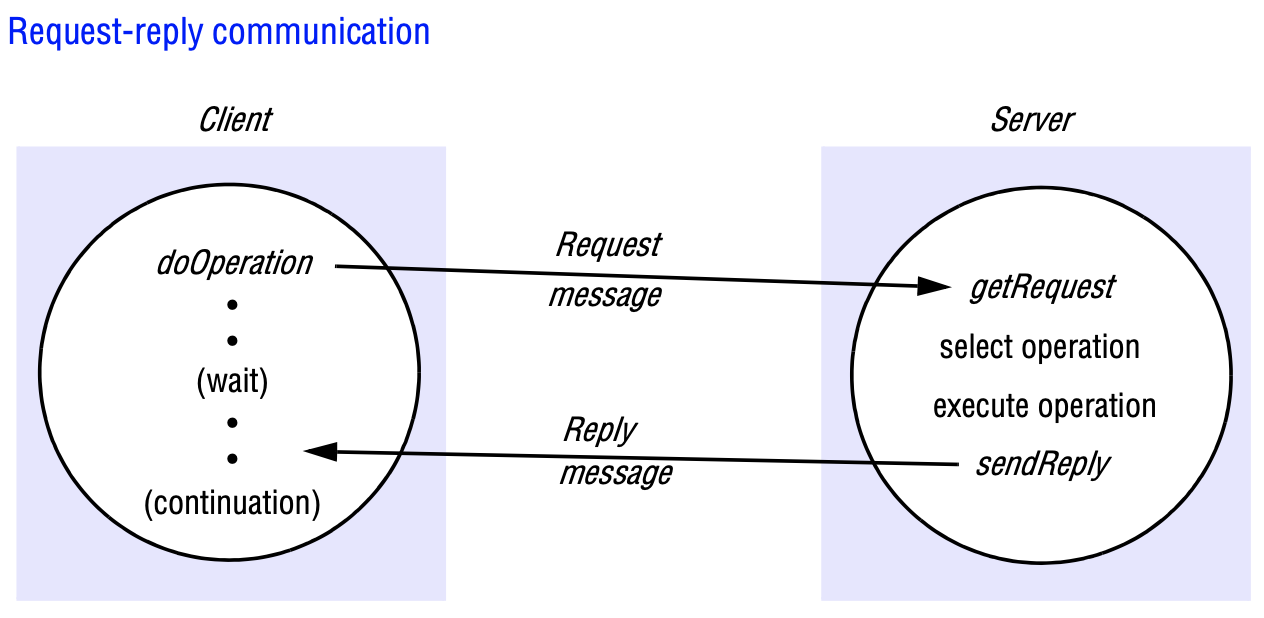 Request-reply communication
Client
Server
doOperation
(wait)
(continuation)
Request
message
Reply
message
getRequest
select operation
execute operation
sendReply